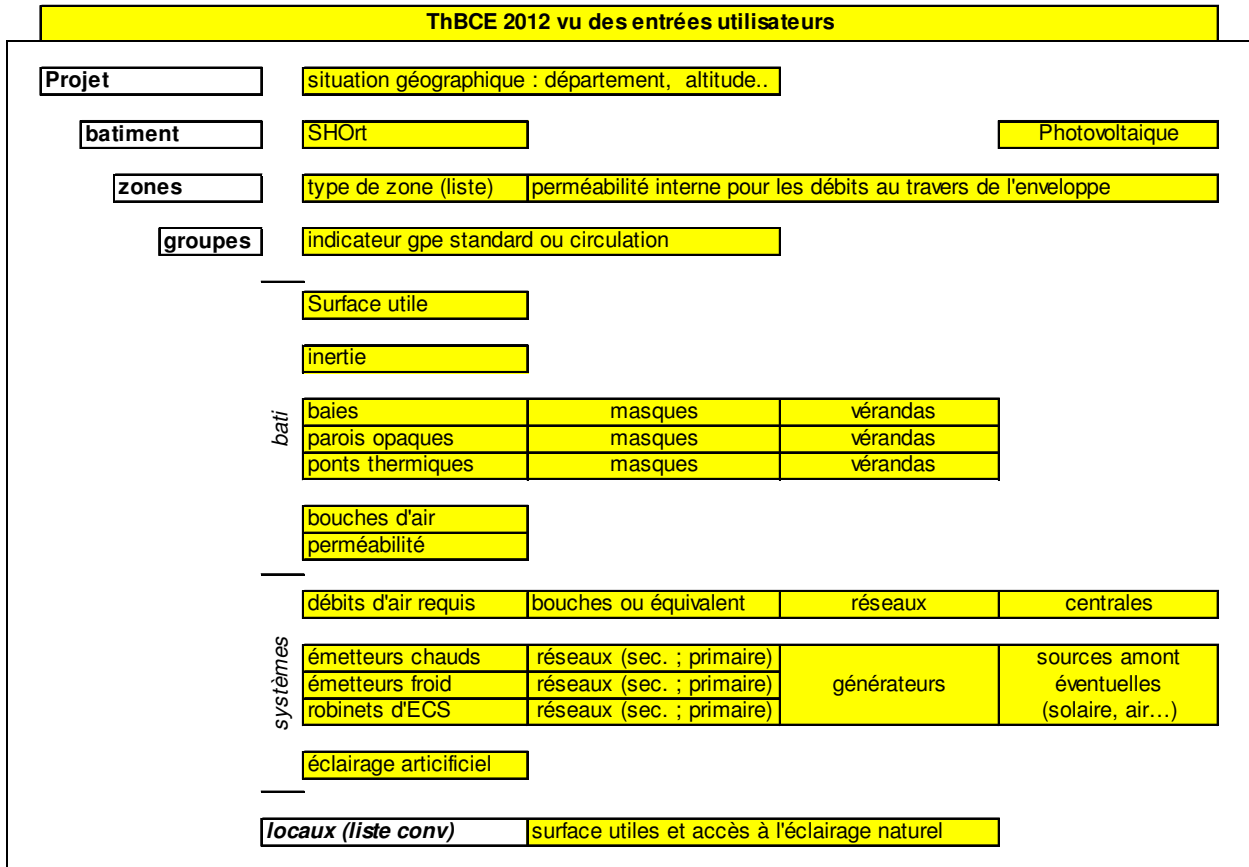 ThBCE 2012 vu des entrées utilisateurs
Projet situation géographique : département, altitude..
batiment SHOrt Photovoltaique
zones type de zone (liste) perméabilité interne pour les débits au travers de l'enveloppe
groupes indicateur gpe standard ou circulation
Surface utile
inertie
bati
baies masques vérandas
parois opaques masques vérandas
ponts thermiques masques vérandas
bouches d'air
perméabilité
débits d'air requis bouches ou équivalent réseaux centrales
systèmes
émetteurs chauds réseaux (sec. ; primaire) sources amont
émetteurs froid réseaux (sec. ; primaire) générateurs éventuelles
robinets d'ECS réseaux (sec. ; primaire) (solaire, air…)
éclairage articificiel
locaux (liste conv) surface utiles et accès à l'éclairage naturel